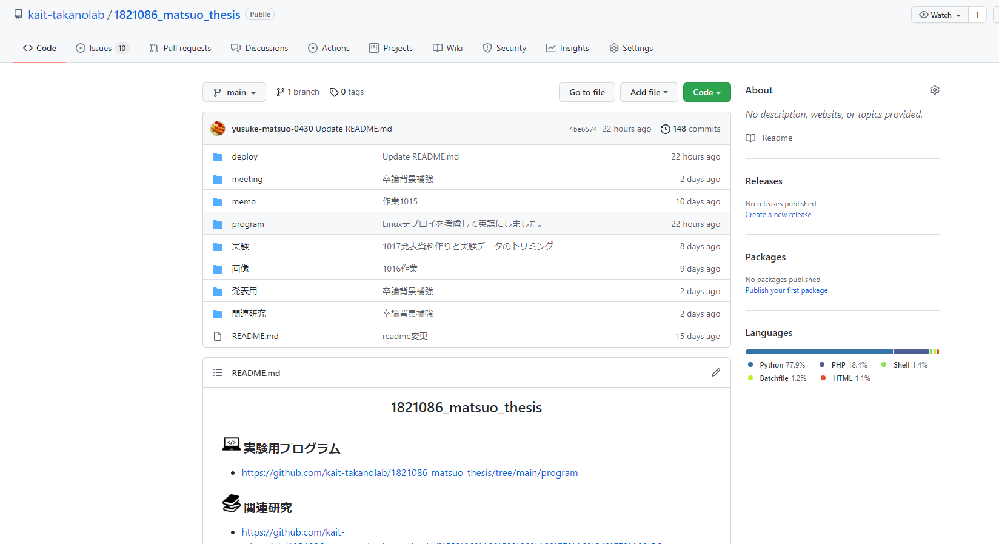 kait-takanolab / 1821086_matsuo_thesis Public Watch 1
Code Issues 10 Pull requests Discussions Actions Projects Wiki Security Insights Settings
main 1 branch 0 tags Go to file Add file Code
yusuke-matsuo-0430 Update README.md 4be6574 22 hours ago 148 commits
deploy Update README.md 22 hours ago
meeting 卒論背景補強 2 days ago
memo 作業1015 10 days ago
program Linuxデプロイを考慮して英語にしました。 22 hours ago
実験 1017発表資料作りと実験データのトリミング 8 days ago
画像 1016作業 9 days ago
発表用 卒論背景補強 2 days ago
関連研究 卒論背景補強 2 days ago
README.md readme変更 15 days ago
README.md
1821086_matsuo_thesis
実験用プログラム
https://github.com/kait-takanolab/1821086_matsuo_thesis/tree/main/program
関連研究
https://github.com/kait-
About
No description, website, or topics provided.
Readme
Releases
No releases published
Create a new release
Packages
No packages published
Publish your first package
Languages
Python 77.9% PHP 18.4% Shell 1.4%
Batchfile 1.2% HTML 1.1%